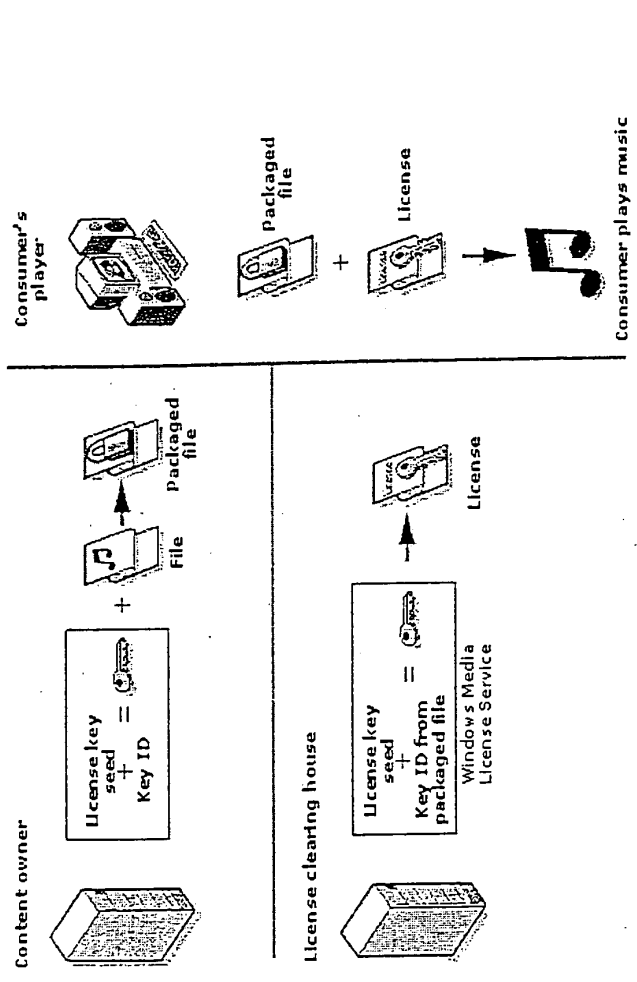 Content owner
License key
seed
+
Key ID
=
+
File
Packaged
file
License clearing house
License key
seed
+
Key ID from
packaged file
=
Windows Media
License Service
License
Consumer's
player
Packaged
file
+
License
Consumer plays music